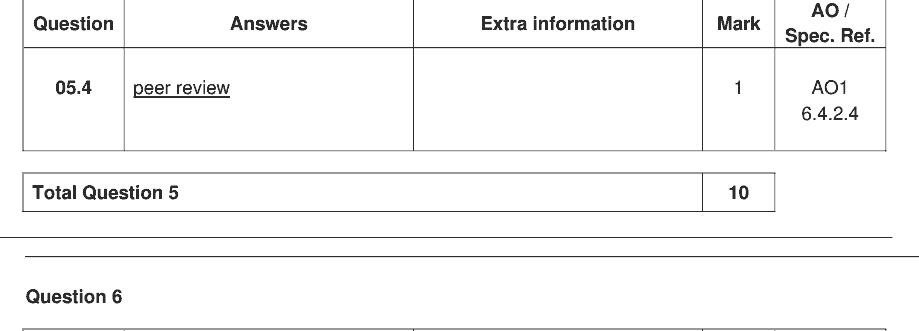 Question Answers Extra information Mark AO /
Spec. Ref.
05.4 peer review 1 AO1
6.4.2.4
Total Question 5 10
Question 6